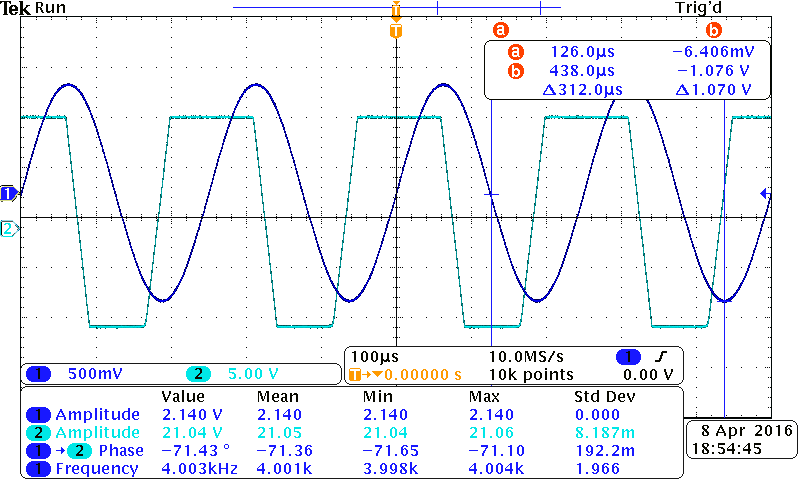 Tek Run Trig'd
T
T a b
a 126.0µs −6.406mV
b 438.0µs −1.076 V
Δ312.0µs Δ1.070 V
1
2
1 500mV 2 5.00 V
100µs 10.0MS/s 1
T→▼0.00000 s 10k points 0.00 V
Value Mean Min Max Std Dev
1 Amplitude 2.140 V 2.140 2.140 2.140 0.000
2 Amplitude 21.04 V 21.05 21.04 21.06 8.187m
1 → 2 Phase −71.43 ° −71.36 −71.65 −71.10 192.2m
1 Frequency 4.003kHz 4.001k 3.998k 4.004k 1.966
8 Apr 2016
18:54:45